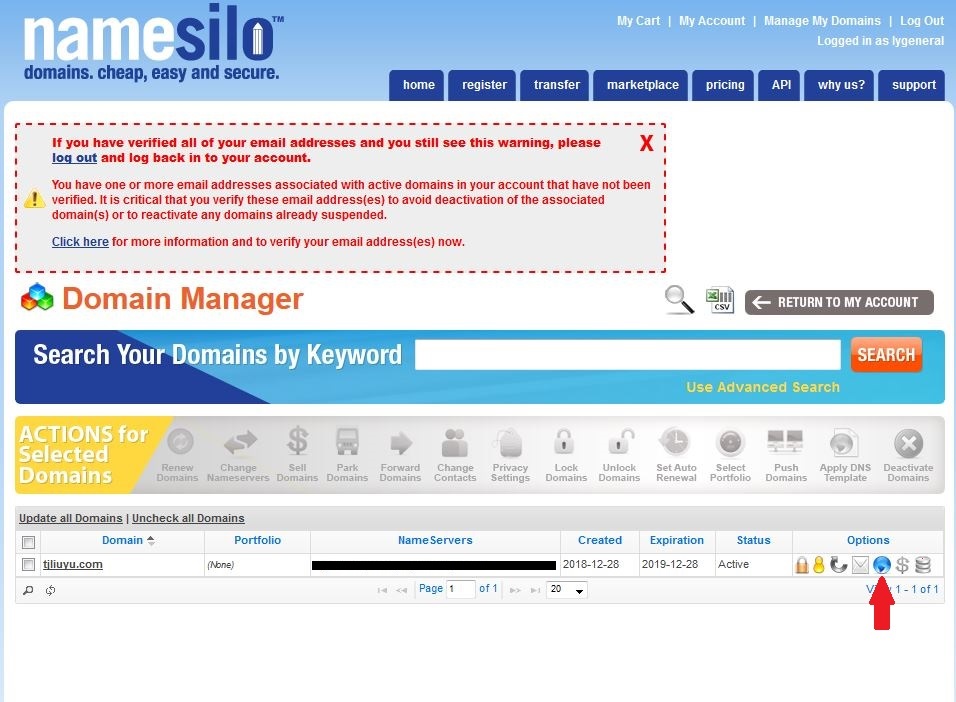 namesilo™
domains. cheap, easy and secure.
My Cart | My Account | Manage My Domains | Log Out
Logged in as lygeneral
home register transfer marketplace pricing API why us? support
If you have verified all of your email addresses and you still see this warning, please
log out and log back in to your account.
X
You have one or more email addresses associated with active domains in your account that have not been
verified. It is critical that you verify these email address(es) to avoid deactivation of the associated
domain(s) or to reactivate any domains already suspended.
Click here for more information and to verify your email address(es) now.
Domain Manager
CSV
RETURN TO MY ACCOUNT
Search Your Domains by Keyword
SEARCH
Use Advanced Search
ACTIONS for
Selected
Domains
Renew
Domains
Change
Nameservers
Sell
Domains
Park
Domains
Forward
Domains
Change
Contacts
Privacy
Settings
Lock
Domains
Unlock
Domains
Set Auto
Renewal
Select
Portfolio
Push
Domains
Apply DNS
Template
Deactivate
Domains
Update all Domains | Uncheck all Domains
Domain Portfolio NameServers Created Expiration Status Options
tjliuyu.com (None) 2018-12-28 2019-12-28 Active
Page 1 of 1 20
1 - 1 of 1